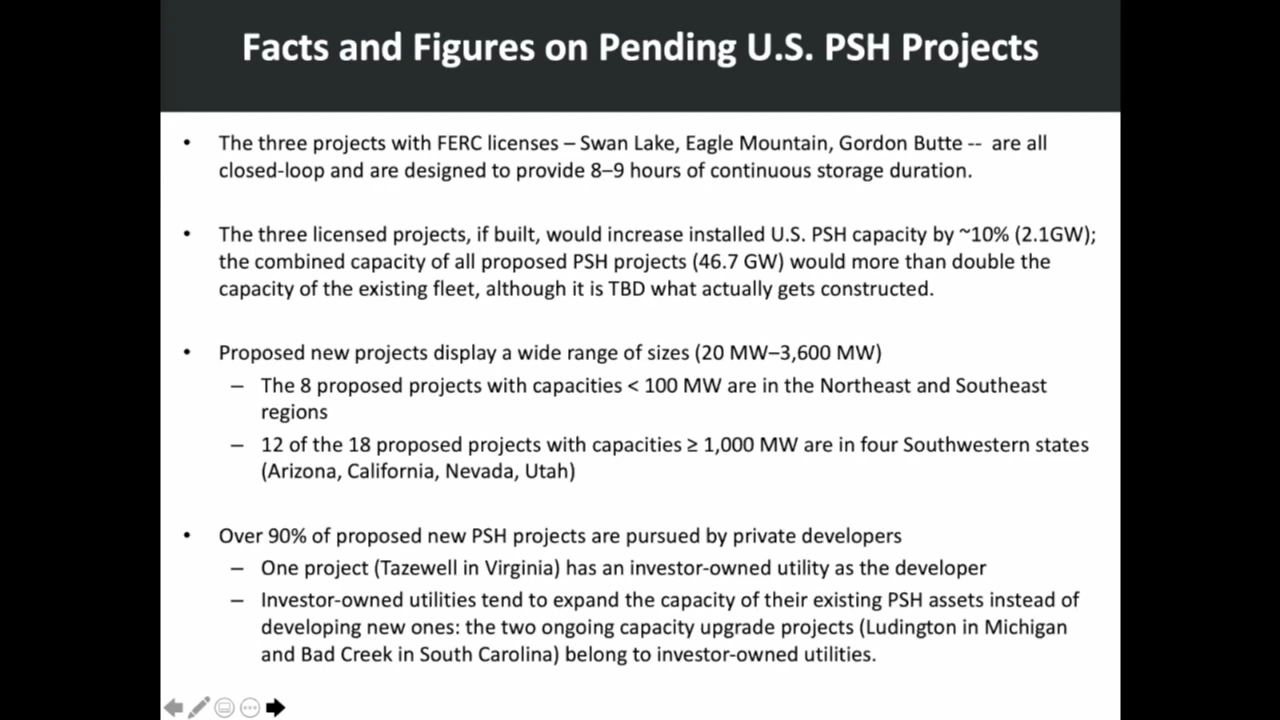 Facts and Figures on Pending U.S. PSH Projects
• The three projects with FERC licenses – Swan Lake, Eagle Mountain, Gordon Butte -- are all
closed-loop and are designed to provide 8–9 hours of continuous storage duration.
• The three licensed projects, if built, would increase installed U.S. PSH capacity by ~10% (2.1GW);
the combined capacity of all proposed PSH projects (46.7 GW) would more than double the
capacity of the existing fleet, although it is TBD what actually gets constructed.
• Proposed new projects display a wide range of sizes (20 MW–3,600 MW)
– The 8 proposed projects with capacities < 100 MW are in the Northeast and Southeast
regions
– 12 of the 18 proposed projects with capacities ≥ 1,000 MW are in four Southwestern states
(Arizona, California, Nevada, Utah)
• Over 90% of proposed new PSH projects are pursued by private developers
– One project (Tazewell in Virginia) has an investor-owned utility as the developer
– Investor-owned utilities tend to expand the capacity of their existing PSH assets instead of
developing new ones: the two ongoing capacity upgrade projects (Ludington in Michigan
and Bad Creek in South Carolina) belong to investor-owned utilities.